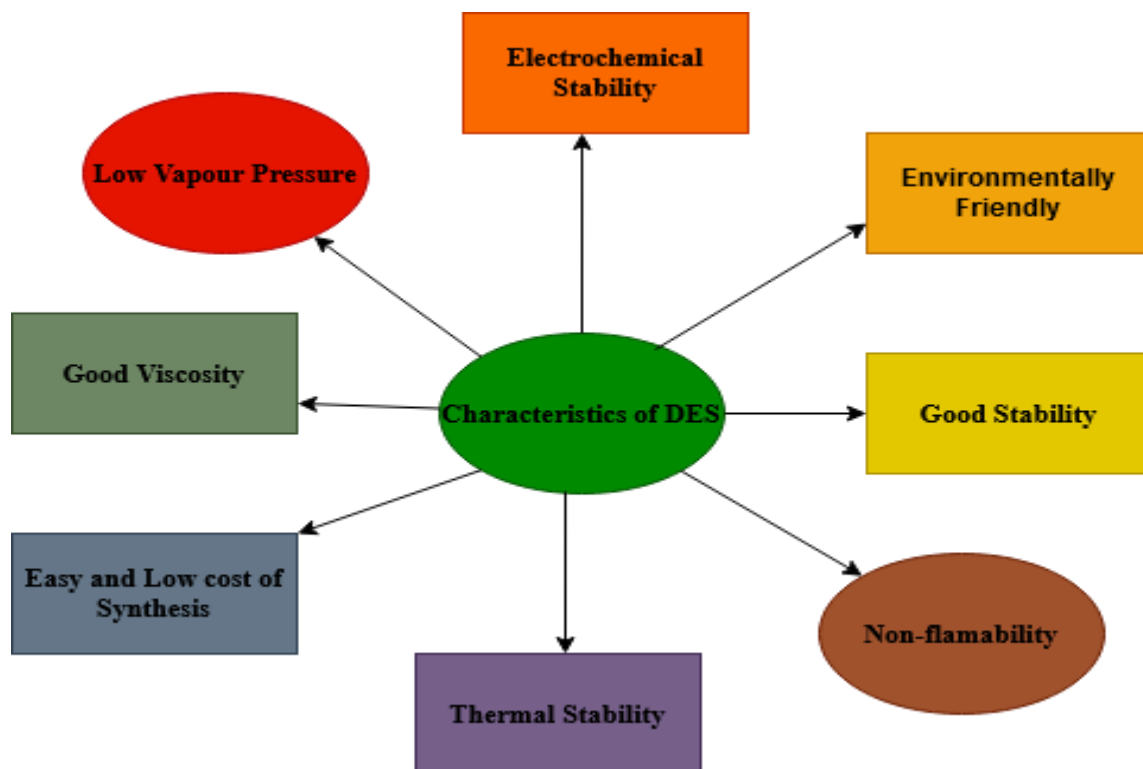 Electrochemical
Stability
Low Vapour Pressure
Environmentally
Friendly
Good Viscosity
Characteristics of DES
Good Stability
Easy and Low cost of
Synthesis
Non-flamability
Thermal Stability